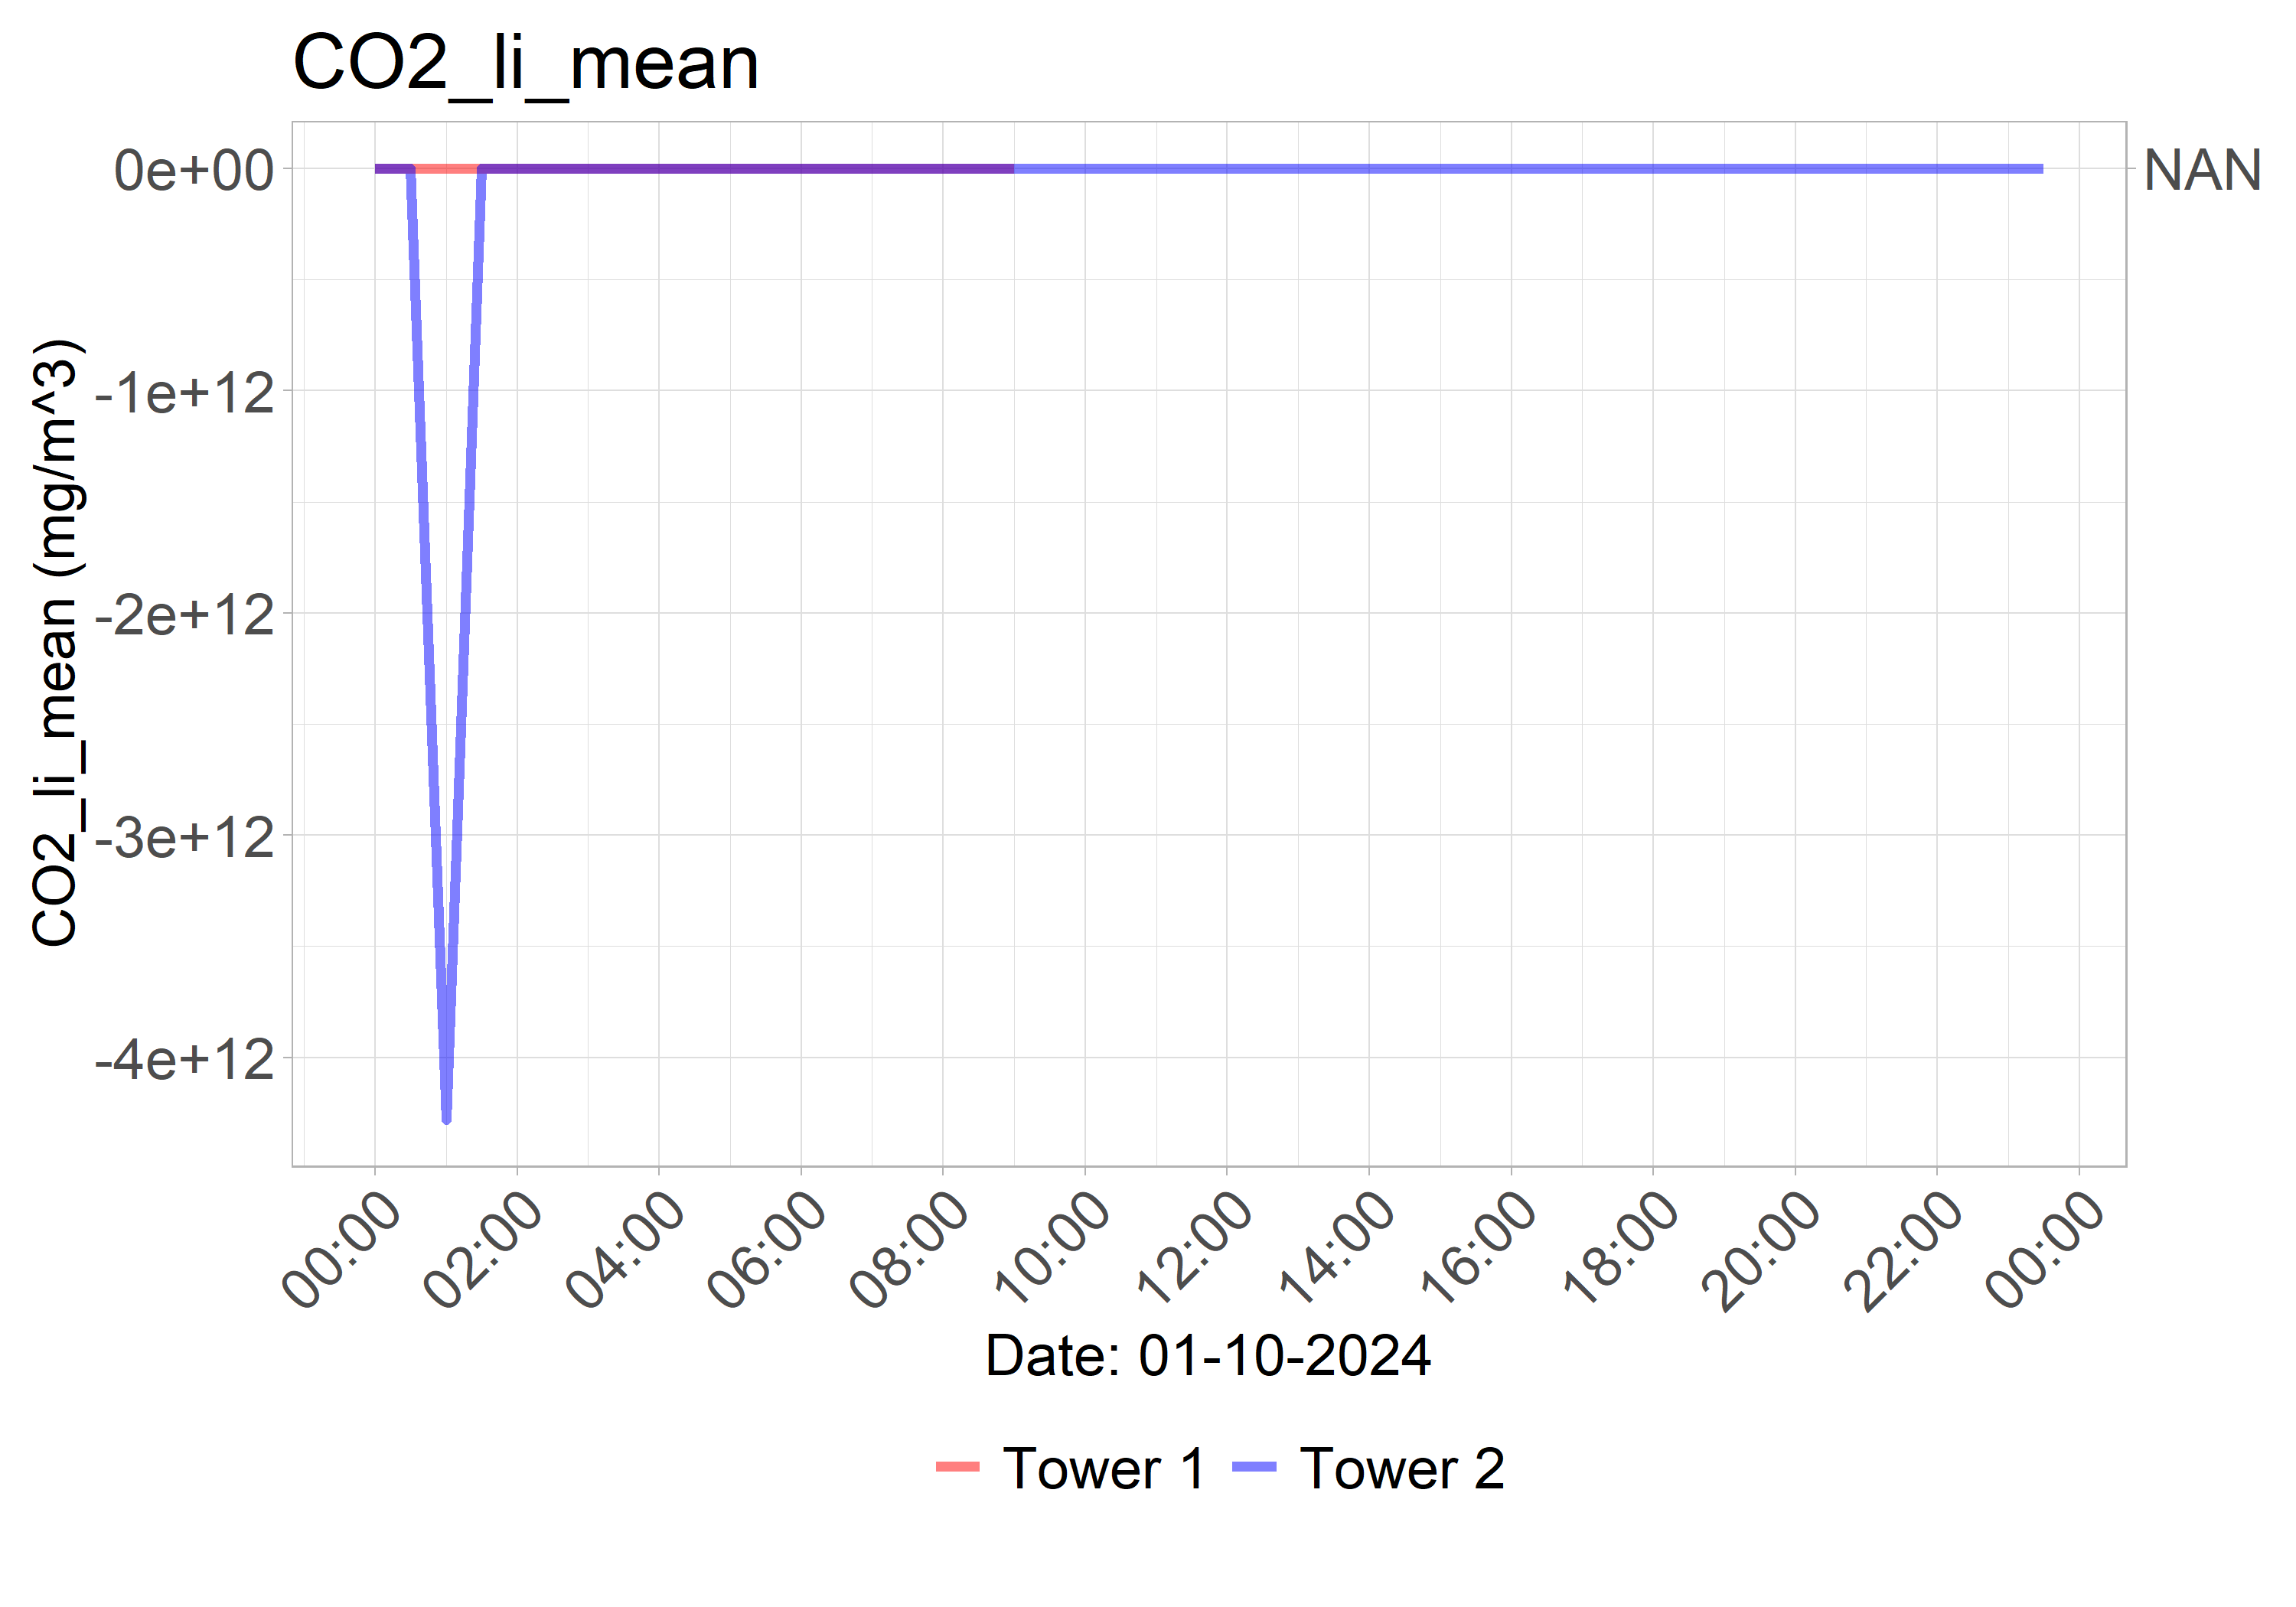 CO2_li_mean
CO2_li_mean (mg/m^3)
0e+00
-1e+12
-2e+12
-3e+12
-4e+12
NAN
00:00
02:00
04:00
06:00
08:00
10:00
12:00
14:00
16:00
18:00
20:00
22:00
00:00
Date: 01-10-2024
Tower 1 Tower 2